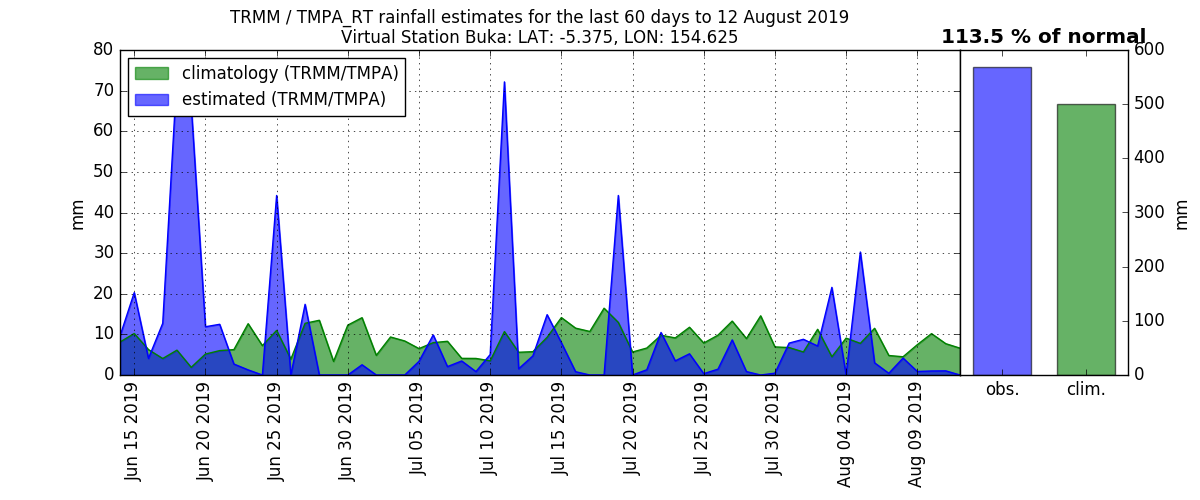 TRMM / TMPA_RT rainfall estimates for the last 60 days to 12 August 2019
Virtual Station Buka: LAT: -5.375, LON: 154.625
113.5 % of normal
climatology (TRMM/TMPA)
estimated (TRMM/TMPA)
80
70
60
50
40
30
20
10
0
mm
Jun 15 2019
Jun 20 2019
Jun 25 2019
Jun 30 2019
Jul 05 2019
Jul 10 2019
Jul 15 2019
Jul 20 2019
Jul 25 2019
Jul 30 2019
Aug 04 2019
Aug 09 2019
obs.
clim.
600
500
400
300
200
100
0
mm